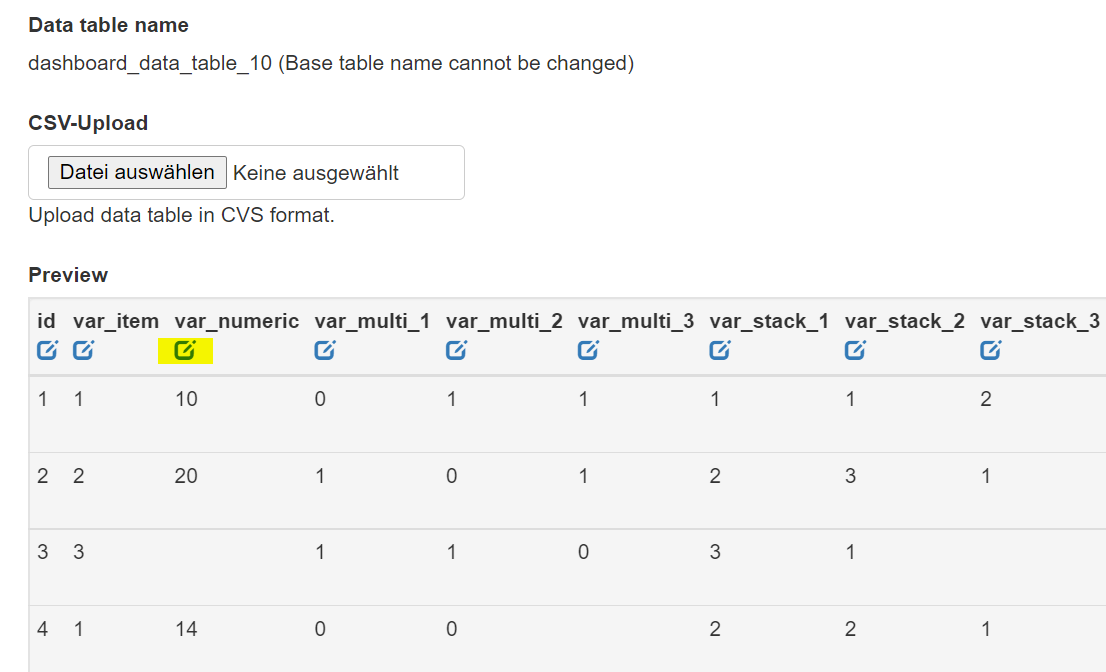 Data table name
dashboard_data_table_10 (Base table name cannot be changed)
CSV-Upload
Datei auswählen Keine ausgewählt
Upload data table in CVS format.
Preview
id var_item var_numeric var_multi_1 var_multi_2 var_multi_3 var_stack_1 var_stack_2 var_stack_3
1 1 10 0 1 1 1 1 2
2 2 20 1 0 1 2 3 1
3 3 1 1 0 3 1
4 1 14 0 0 2 2 1